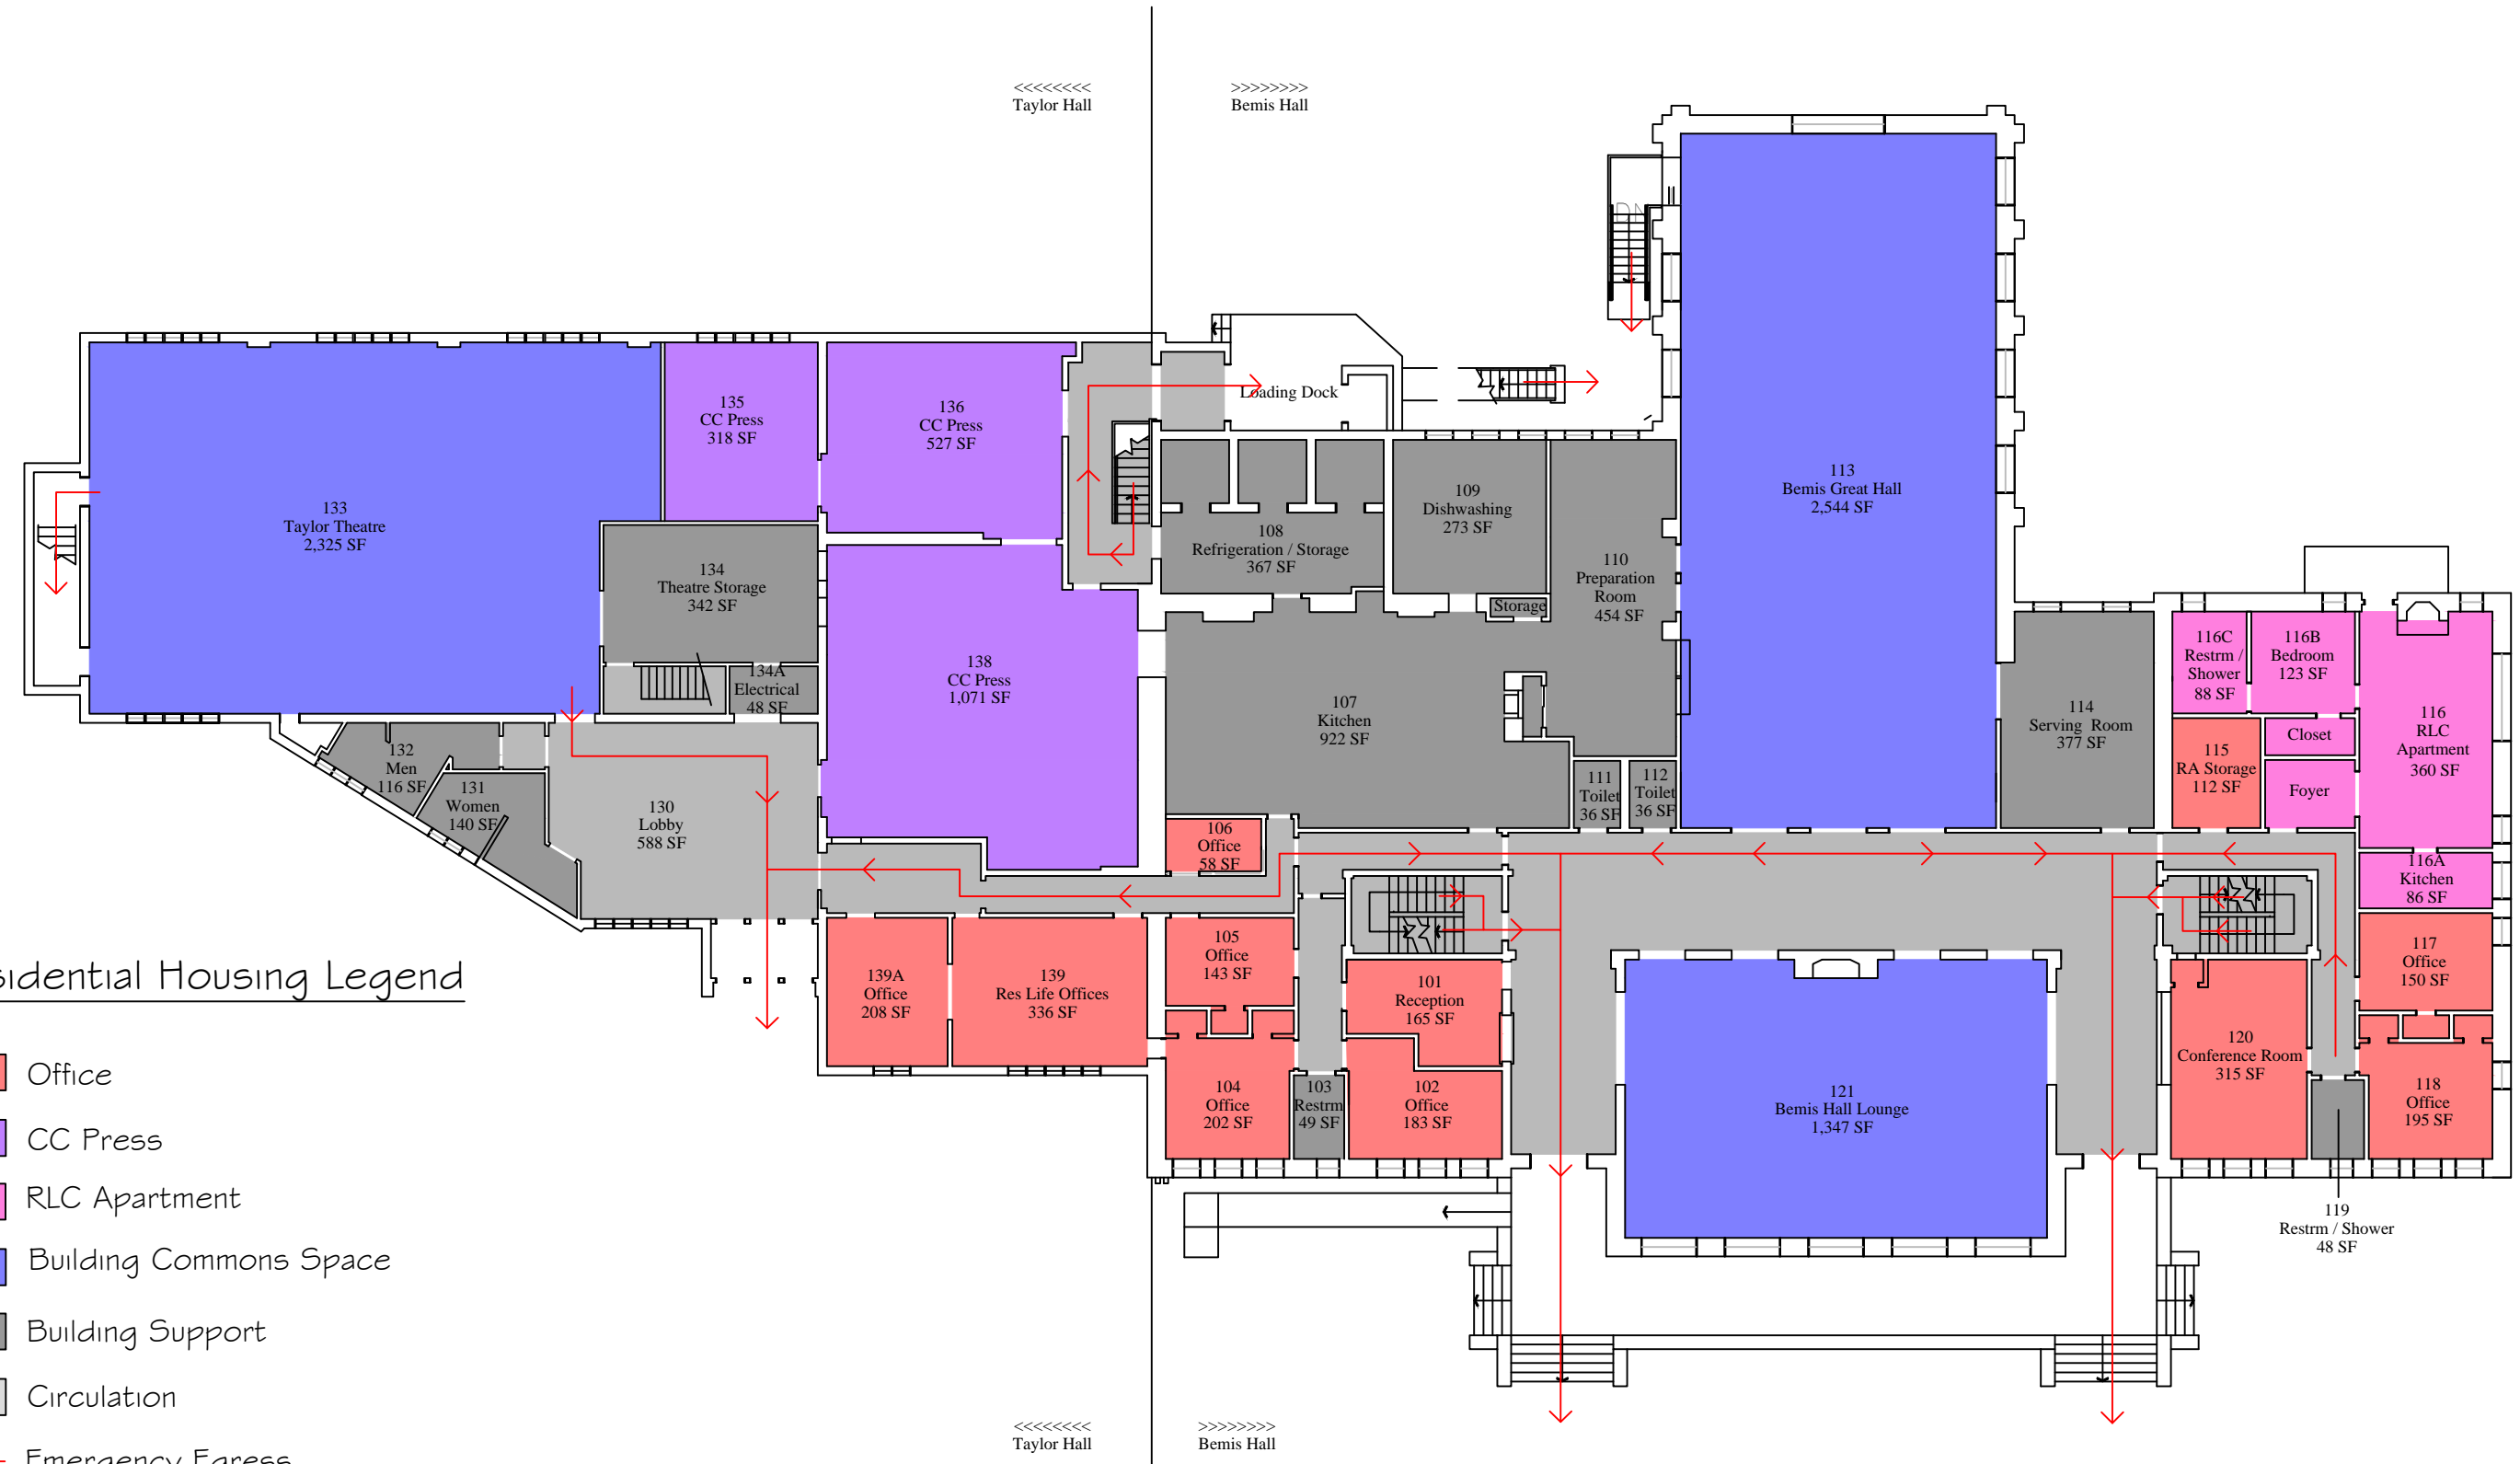 <<<<<<<<
Taylor Hall
>>>>>>>>
Bemis Hall
DN
Loading Dock
135
CC Press
318 SF
136
CC Press
527 SF
133
Taylor Theatre
2,325 SF
134
Theatre Storage
342 SF
134A
Electrical
48 SF
138
CC Press
1,071 SF
108
Refrigeration / Storage
367 SF
109
Dishwashing
273 SF
Storage
110
Preparation
Room
454 SF
113
Bemis Great Hall
2,544 SF
107
Kitchen
922 SF
111
Toilet
36 SF
112
Toilet
36 SF
114
Serving Room
377 SF
116C
Restrm /
Shower
88 SF
116B
Bedroom
123 SF
116
RLC
Apartment
360 SF
Closet
115
RA Storage
112 SF
Foyer
116A
Kitchen
86 SF
132
Men
116 SF
131
Women
140 SF
130
Lobby
588 SF
106
Office
58 SF
139A
Office
208 SF
139
Res Life Offices
336 SF
105
Office
143 SF
104
Office
202 SF
103
Restrm
49 SF
101
Reception
165 SF
102
Office
183 SF
121
Bemis Hall Lounge
1,347 SF
120
Conference Room
315 SF
117
Office
150 SF
118
Office
195 SF
119
Restrm / Shower
48 SF
sidential Housing Legend
Office
CC Press
RLC Apartment
Building Commons Space
Building Support
Circulation
Emergency Egress
<<<<<<<<
Taylor Hall
>>>>>>>>
Bemis Hall